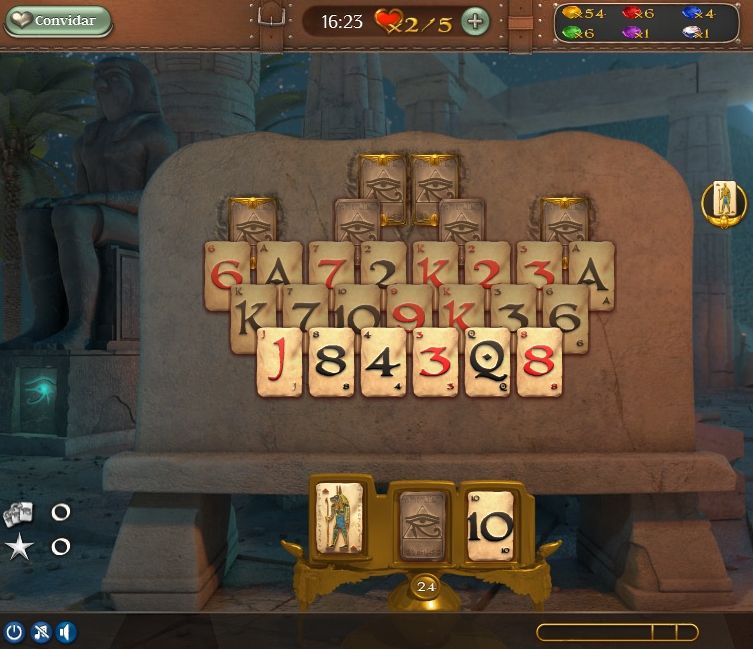 Convidar
16:23 x2/5 +
x54 x6 x4
x6 x1 x1
6 A 7 2 K 2 3 A
K 7 10 9 K 3 6
J 8 4 3 Q 8
10
0
0
24